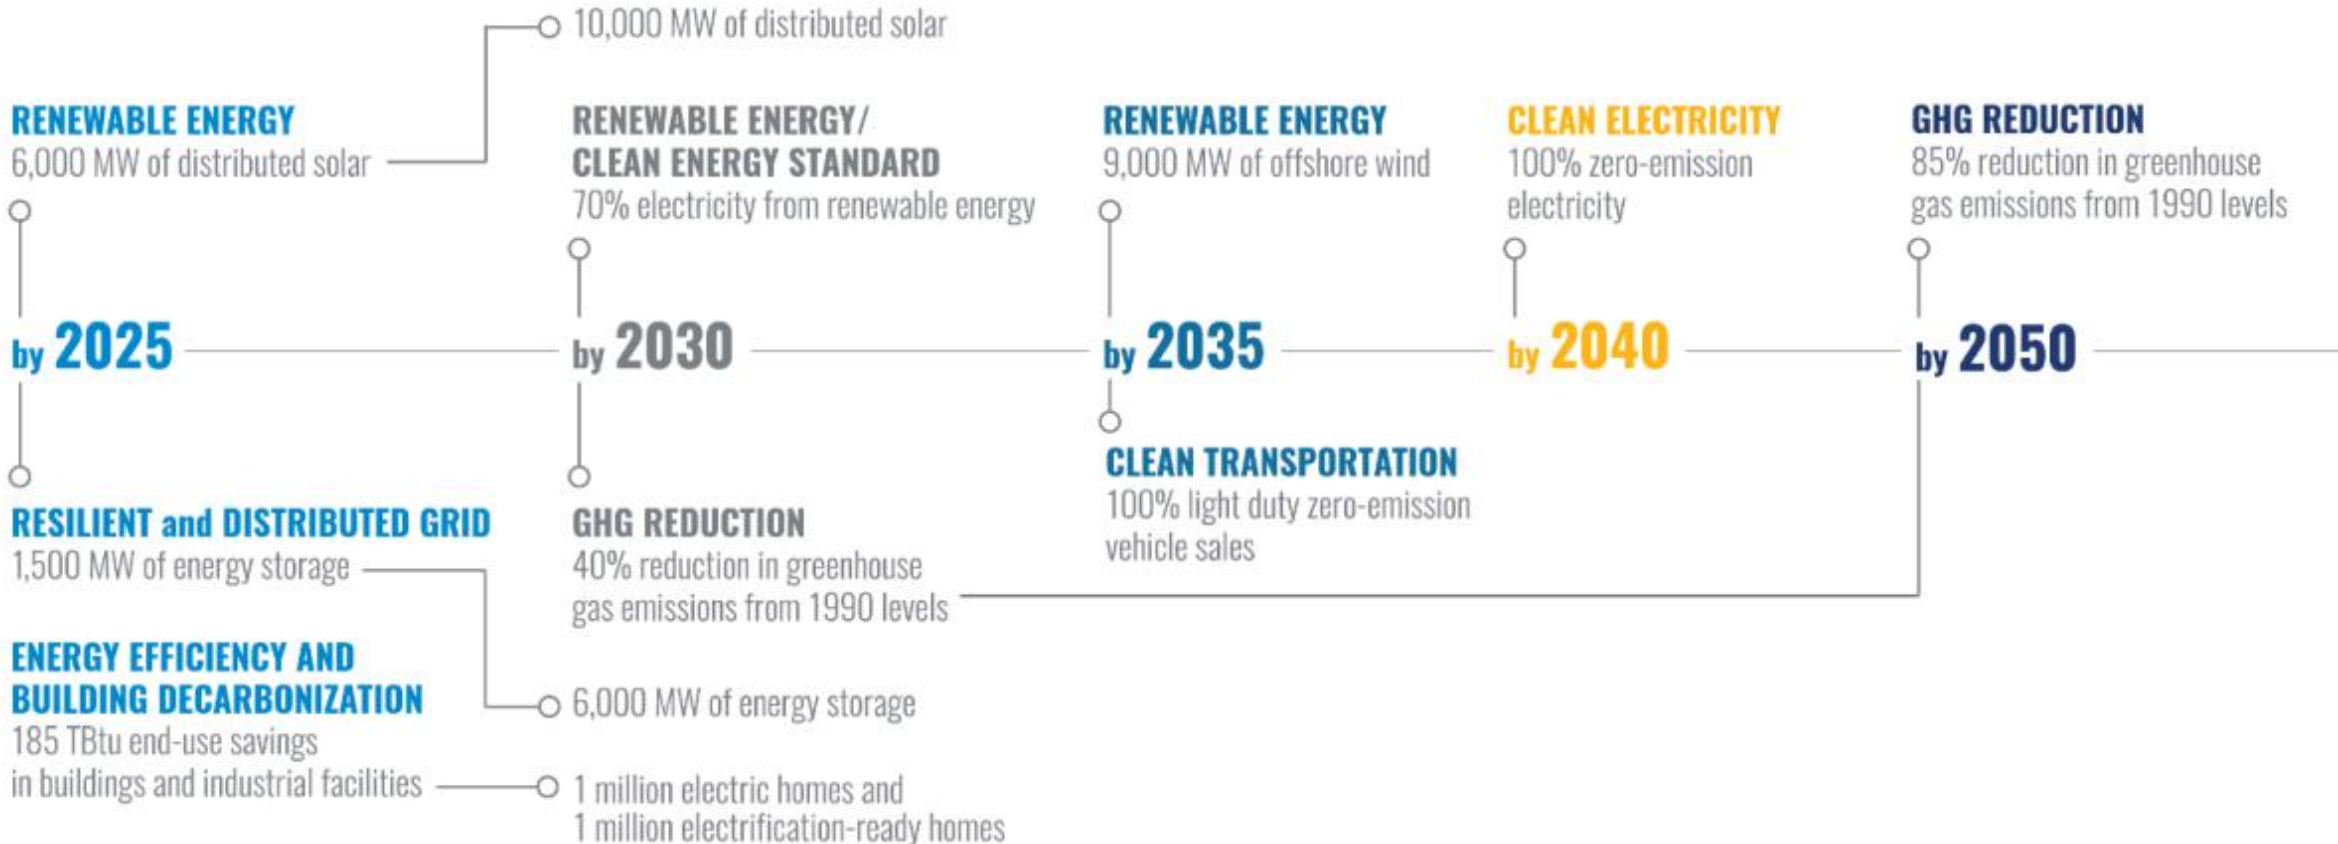 10,000 MW of distributed solar
RENEWABLE ENERGY
6,000 MW of distributed solar
RENEWABLE ENERGY/
CLEAN ENERGY STANDARD
70% electricity from renewable energy
RENEWABLE ENERGY
9,000 MW of offshore wind
CLEAN ELECTRICITY
100% zero-emission
electricity
GHG REDUCTION
85% reduction in greenhouse
gas emissions from 1990 levels
by 2025
by 2030
by 2035
by 2040
by 2050
RESILIENT and DISTRIBUTED GRID
1,500 MW of energy storage
ENERGY EFFICIENCY AND
BUILDING DECARBONIZATION
185 TBtu end-use savings
in buildings and industrial facilities
GHG REDUCTION
40% reduction in greenhouse
gas emissions from 1990 levels
6,000 MW of energy storage
1 million electric homes and
1 million electrification-ready homes
CLEAN TRANSPORTATION
100% light duty zero-emission
vehicle sales